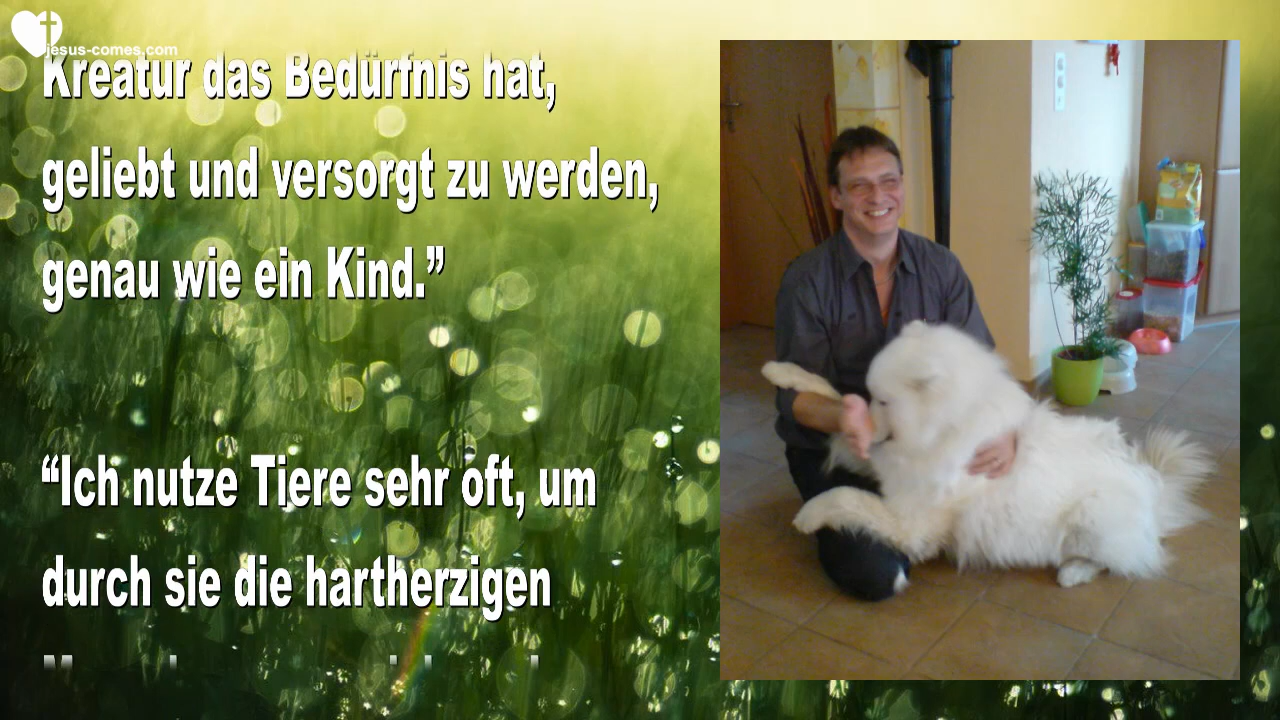 jesus-comes.com
Kreatur das Bedürfnis hat,
geliebt und versorgt zu werden,
genau wie ein Kind.”
“Ich nutze Tiere sehr oft, um
durch sie die hartherzigen